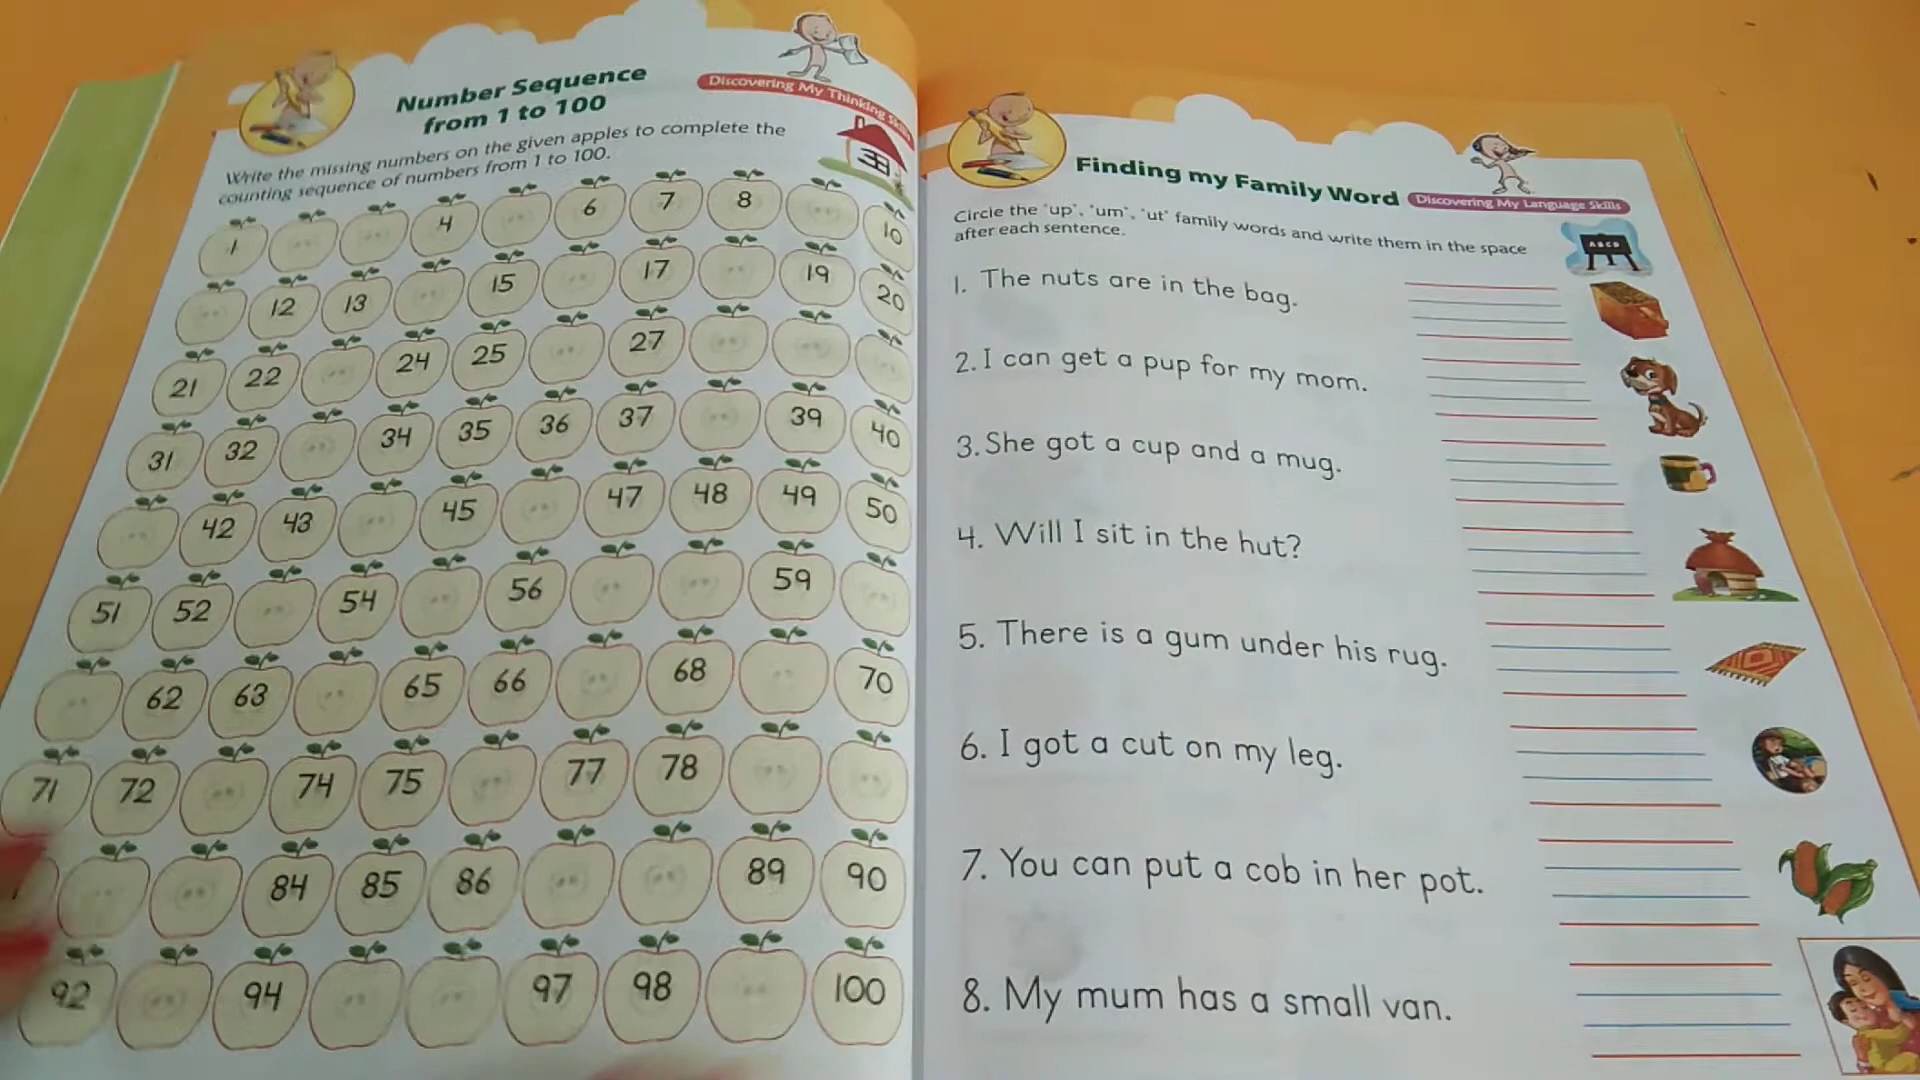 Number Sequence
from 1 to 100
Discovering My Thinking Skills
Write the missing numbers on the given apples to complete the
counting sequence of numbers from 1 to 100.
1 4 6 7 8 10
12 13 15 17 19 20
21 22 24 25 27
31 32 34 35 36 37 39 40
42 43 45 47 48 49 50
51 52 54 56 59
62 63 65 66 68 70
71 72 74 75 77 78
84 85 86 89 90
92 94 97 98 100
Finding my Family Word
Discovering My Language Skills
Circle the 'up', 'um', 'ut' family words and write them in the space
after each sentence.
ABCD
1. The nuts are in the bag.
2. I can get a pup for my mom.
3. She got a cup and a mug.
4. Will I sit in the hut?
5. There is a gum under his rug.
6. I got a cut on my leg.
7. You can put a cob in her pot.
8. My mum has a small van.